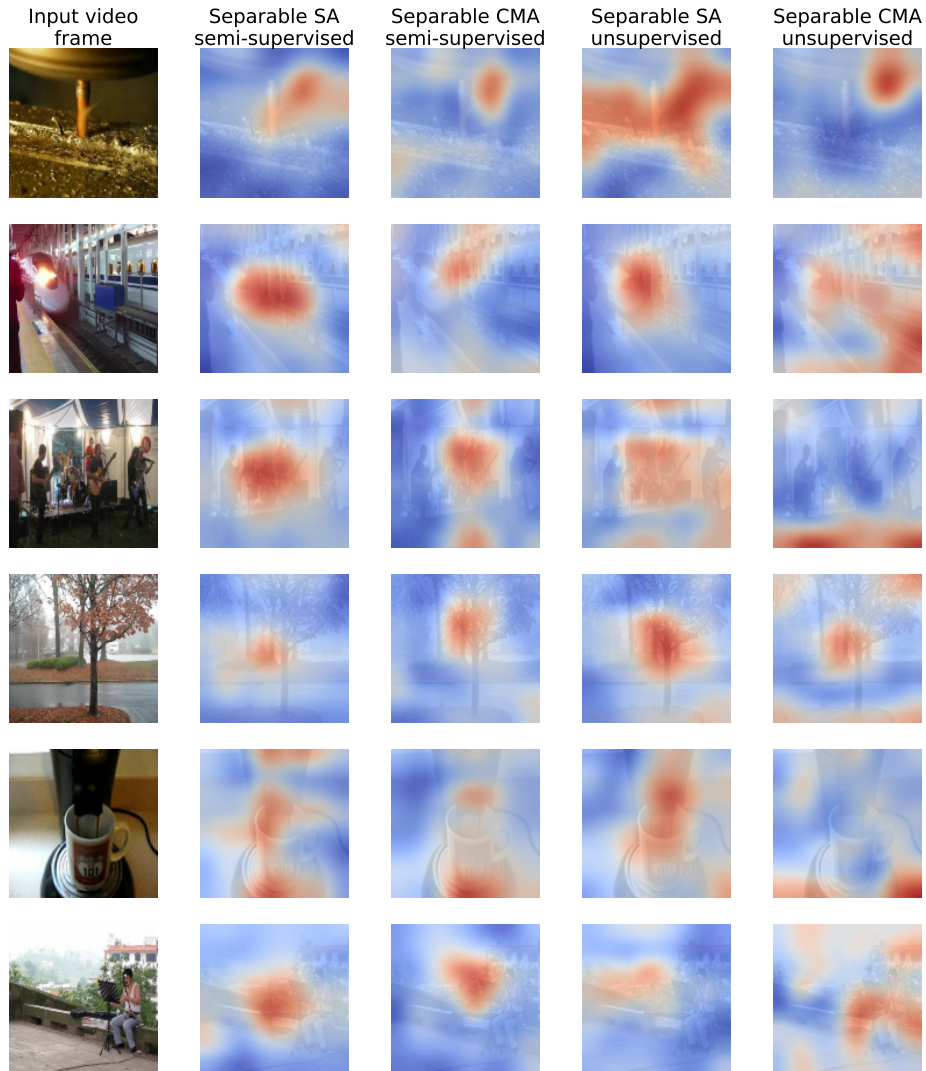 Input video
frame
Separable SA
semi-supervised
Separable CMA
semi-supervised
Separable SA
unsupervised
Separable CMA
unsupervised